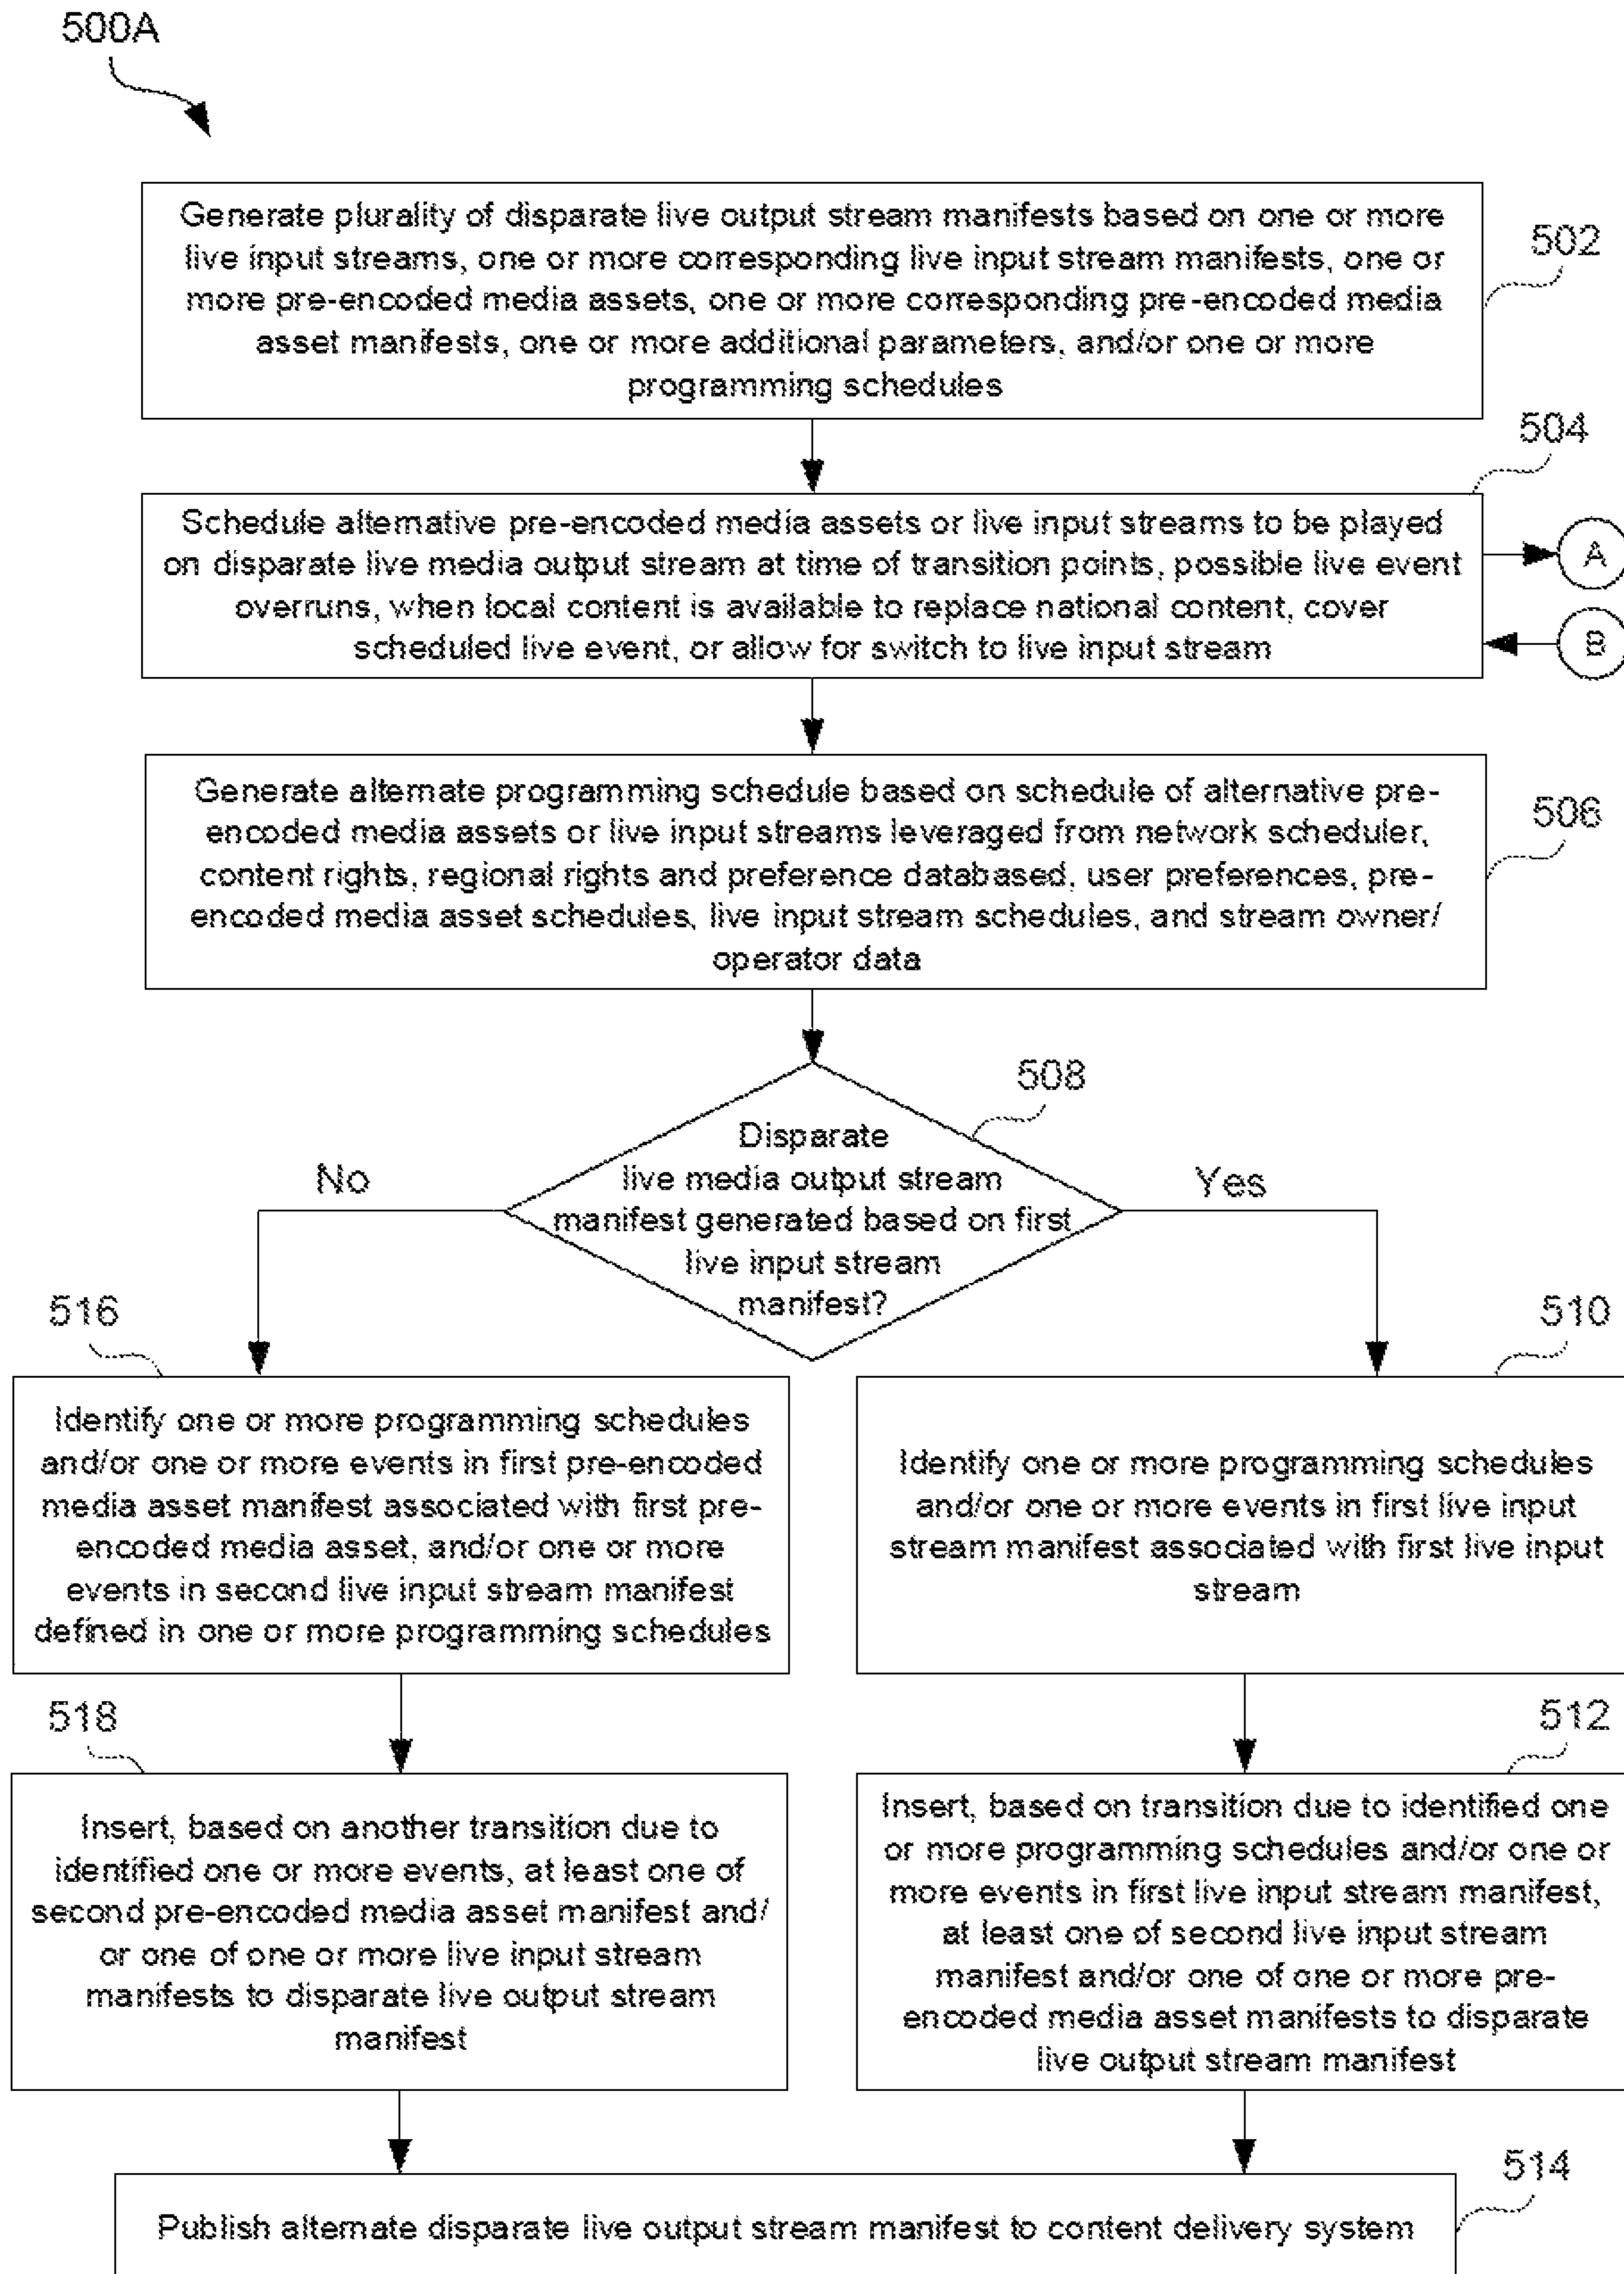 500A
Generate plurality of disparate live output stream manifests based on one or more
live input streams, one or more corresponding live input stream manifests, one or
more pre-encoded media assets, one or more corresponding pre-encoded media
asset manifests, one or more additional parameters, and/or one or more
programming schedules
502
504
Schedule alternative pre-encoded media assets or live input streams to be played
on disparate live media output stream at time of transition points, possible live event
overruns, when local content is available to replace national content, cover
scheduled live event, or allow for switch to live input stream
A
B
Generate alternate programming schedule based on schedule of alternative pre-
encoded media assets or live input streams leveraged from network scheduler,
content rights, regional rights and preference databased, user preferences, pre-
encoded media asset schedules, live input stream schedules, and stream owner/
operator data
506
508
Disparate
live media output stream
manifest generated based on first
live input stream
manifest?
No
Yes
516
Identify one or more programming schedules
and/or one or more events in first pre-encoded
media asset manifest associated with first pre-
encoded media asset, and/or one or more
events in second live input stream manifest
defined in one or more programming schedules
510
Identify one or more programming schedules
and/or one or more events in first live input
stream manifest associated with first live input
stream
518
Insert, based on another transition due to
identified one or more events, at least one of
second pre-encoded media asset manifest and/
or one of one or more live input stream
manifests to disparate live output stream
manifest
512
Insert, based on transition due to identified one
or more programming schedules and/or one or
more events in first live input stream manifest,
at least one of second live input stream
manifest and/or one of one or more pre-
encoded media asset manifests to disparate
live output stream manifest
514
Publish alternate disparate live output stream manifest to content delivery system